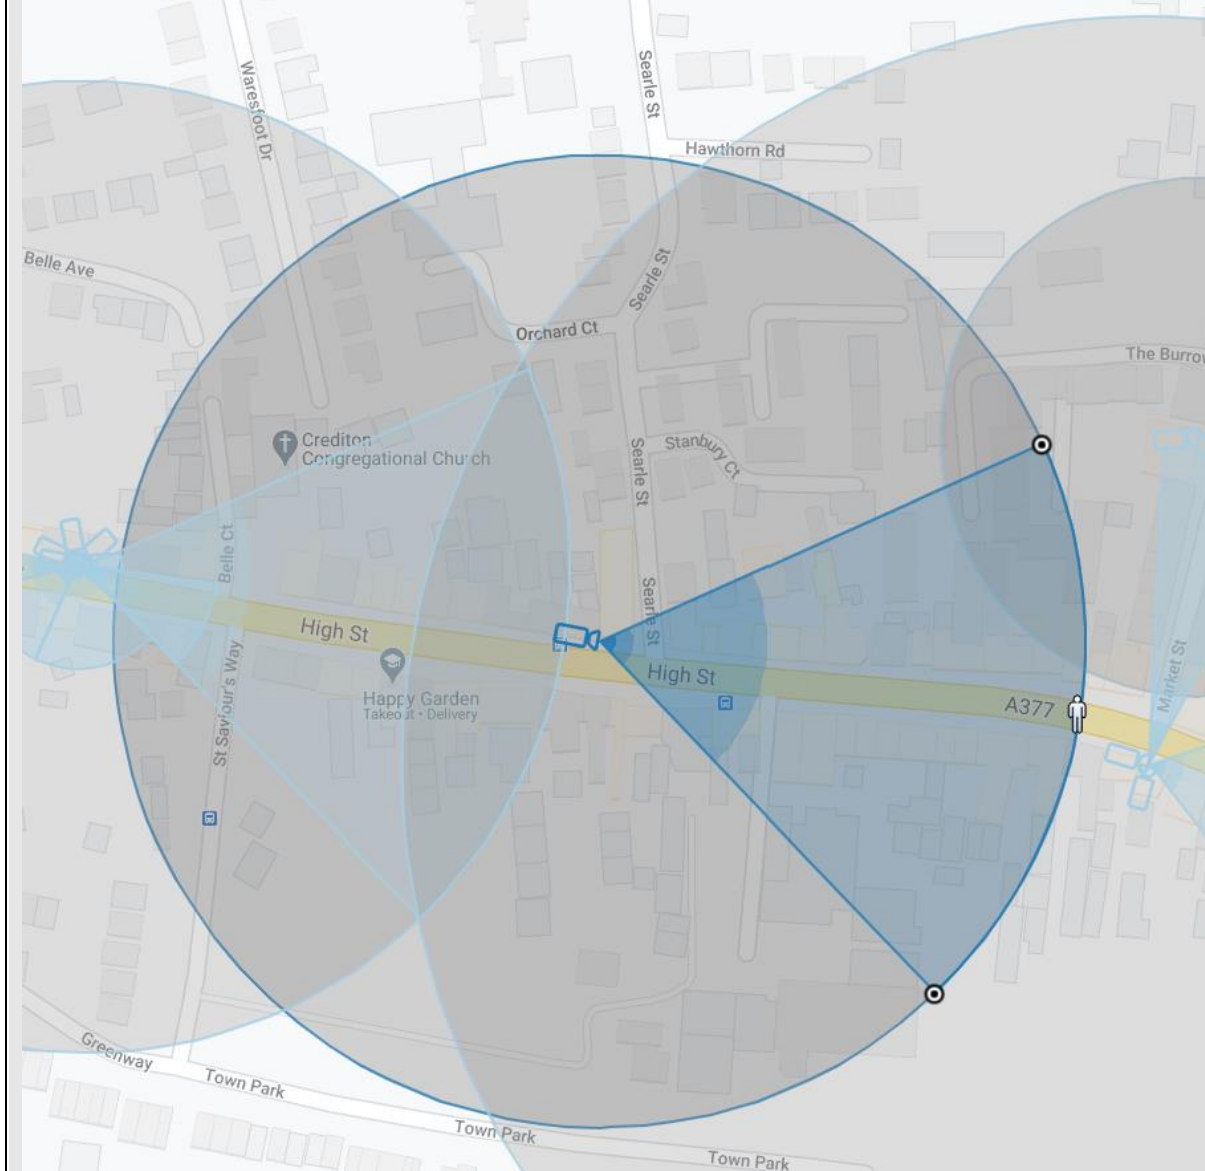 Searle St
Waresfoot Dr
Hawthorn Rd
Belle Ave
Searle St
Orchard Ct
The Burrow
Crediton
Congregational Church
Searle St
Stanbury Ct
Belle Ct
Searle St
High St
High St
St Saviour's Way
Happy Garden
Takeout • Delivery
A377
Market St
Greenway
Town Park
Town Park
Town Park